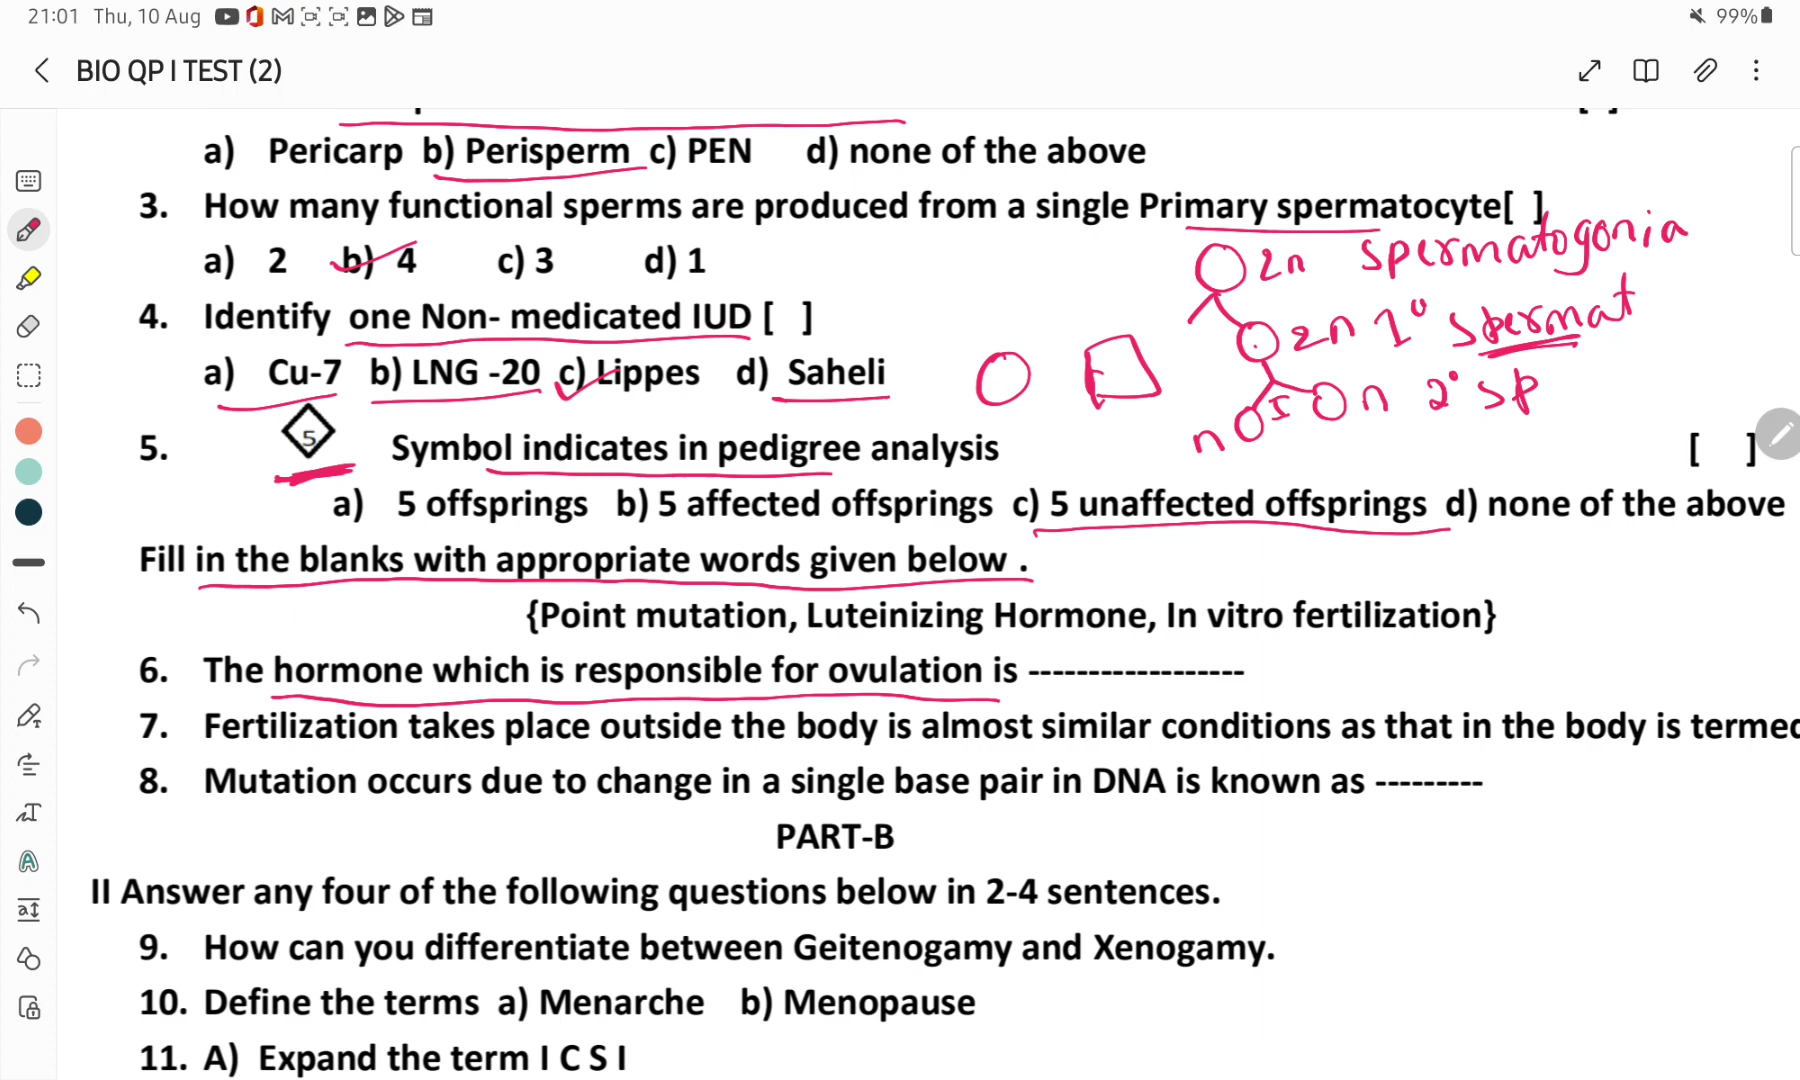 21:01 Thu, 10 Aug
99%
BIO QP I TEST (2)
[ ]
a) Pericarp b) Perisperm c) PEN d) none of the above
3. How many functional sperms are produced from a single Primary spermatocyte[ ]
a) 2 b) 4 c) 3 d) 1
2n spermatogonia
4. Identify one Non- medicated IUD [ ]
2n 1° spermat
a) Cu-7 b) LNG -20 c) Lippes d) Saheli
n 2° sp
n I
5. 5 Symbol indicates in pedigree analysis [ ]
a) 5 offsprings b) 5 affected offsprings c) 5 unaffected offsprings d) none of the above
Fill in the blanks with appropriate words given below .
{Point mutation, Luteinizing Hormone, In vitro fertilization}
6. The hormone which is responsible for ovulation is ------------------
7. Fertilization takes place outside the body is almost similar conditions as that in the body is termed
8. Mutation occurs due to change in a single base pair in DNA is known as ---------
PART-B
II Answer any four of the following questions below in 2-4 sentences.
9. How can you differentiate between Geitenogamy and Xenogamy.
10. Define the terms a) Menarche b) Menopause
11. A) Expand the term I C S I